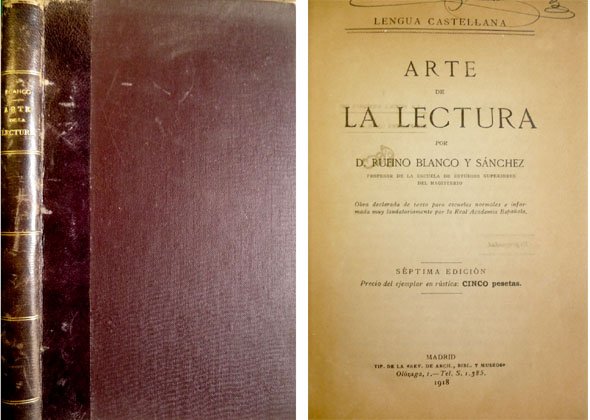 BLANCO
ARTE
DE LA
LECTURA
LENGUA CASTELLANA
ARTE
DE
LA LECTURA
POR
D. RUFINO BLANCO Y SÁNCHEZ
PROFESOR DE LA ESCUELA DE ESTUDIOS SUPERIORES
DEL MAGISTERIO
Obra declarada de texto para escuelas normales e infor-
mada muy laudatoriamente por la Real Academia Española.
SÉPTIMA EDICIÓN
Precio del ejemplar en rústica: CINCO pesetas.
MADRID
TIP. DE LA «REV. DE ARCH., BIBL. Y MUSEOS»
Olózaga, 1.—Tel. S. 1.385.
1918